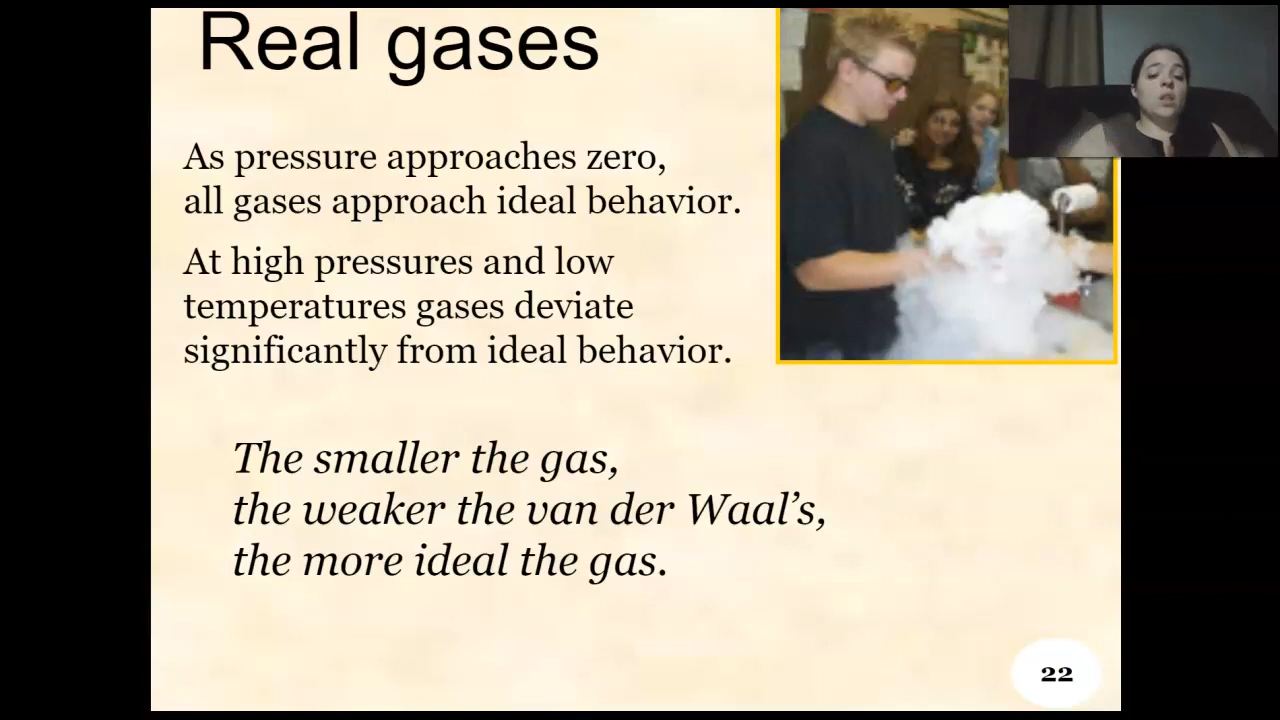 Real gases
As pressure approaches zero,
all gases approach ideal behavior.
At high pressures and low
temperatures gases deviate
significantly from ideal behavior.
The smaller the gas,
the weaker the van der Waal’s,
the more ideal the gas.
22